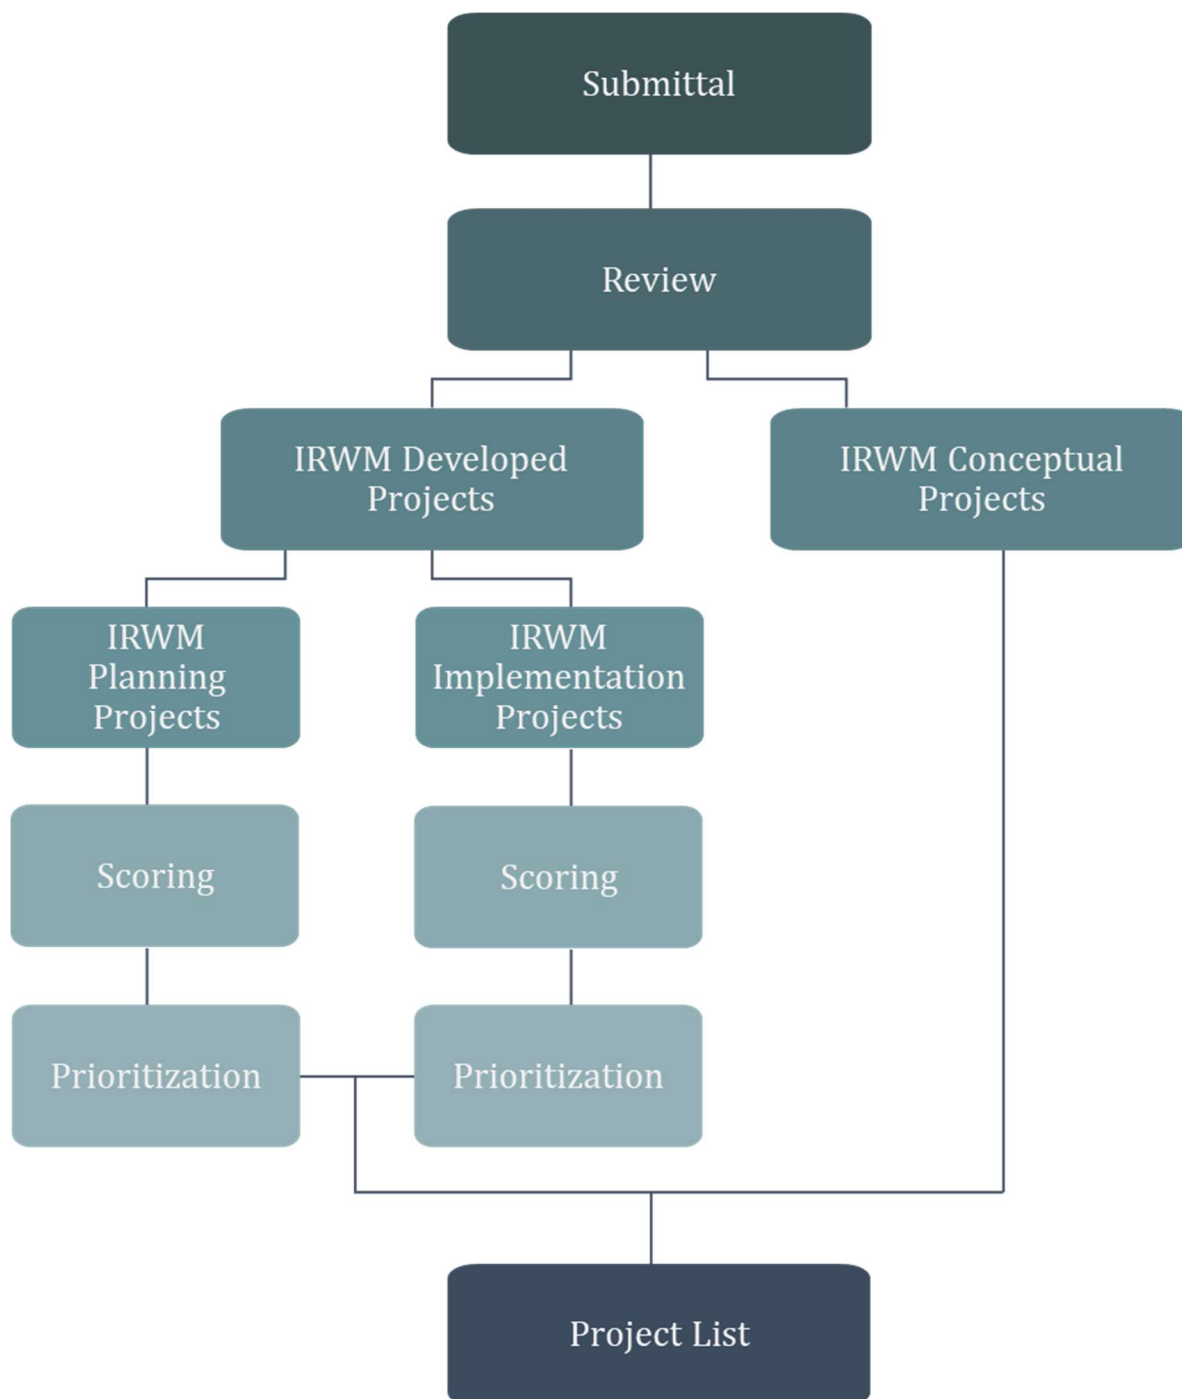 Submittal
Review
IRWM Developed
Projects
IRWM Conceptual
Projects
IRWM
Planning
Projects
IRWM
Implementation
Projects
Scoring
Scoring
Prioritization
Prioritization
Project List